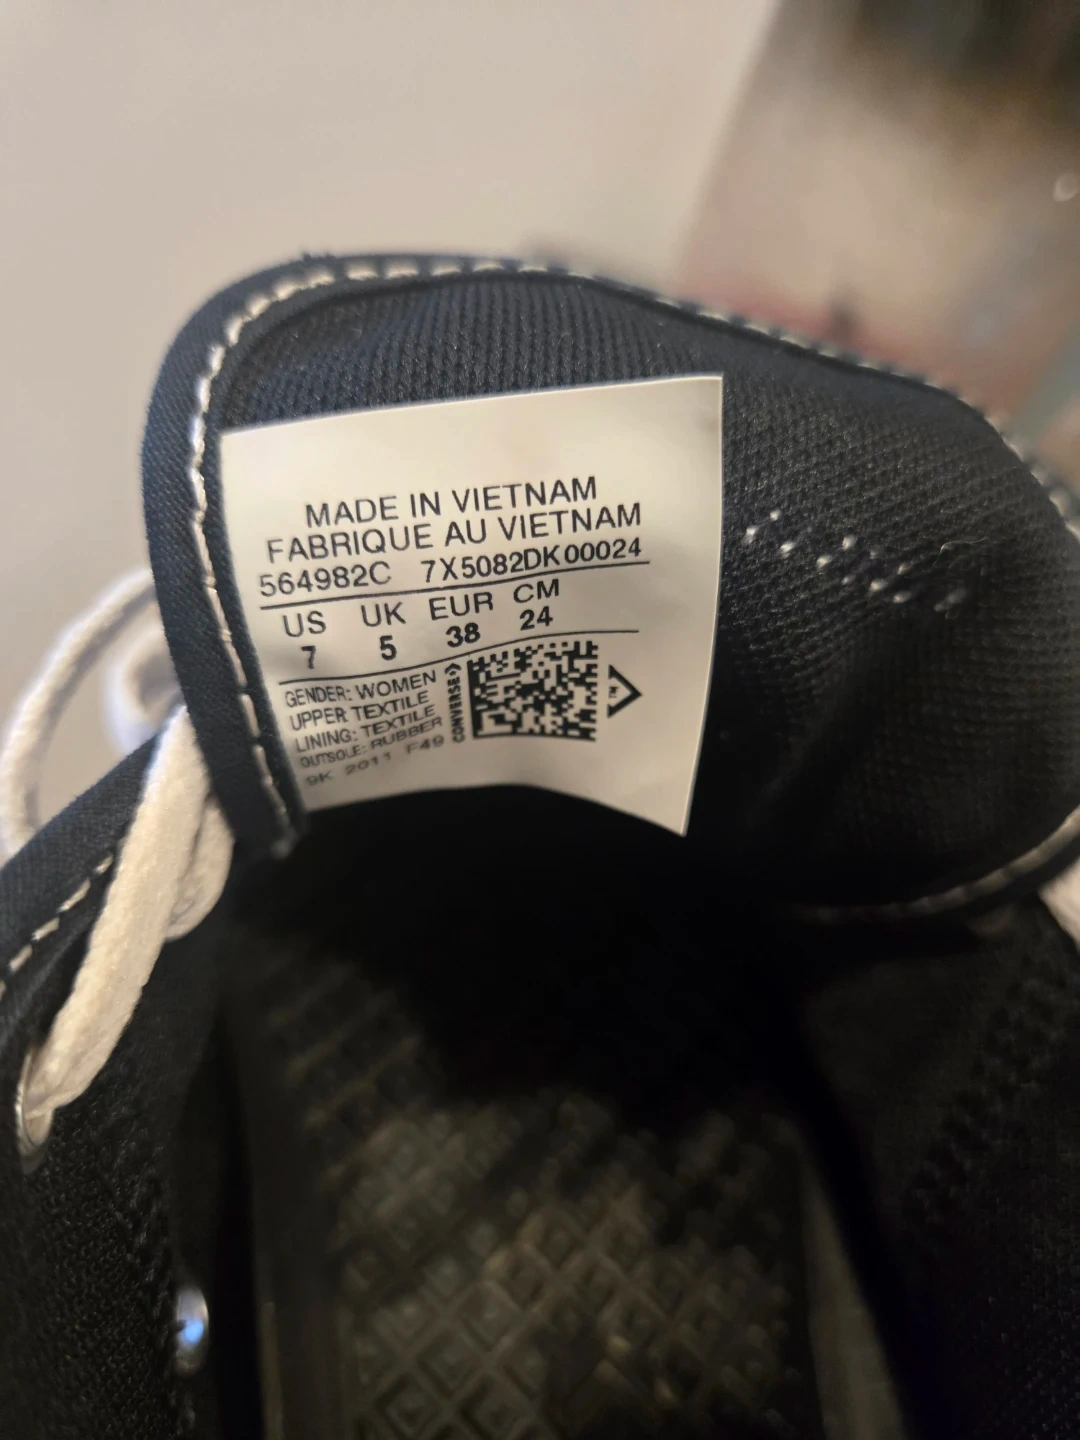 MADE IN VIETNAM
FABRIQUE AU VIETNAM
564982C 7X5082DK00024
US UK EUR CM
7 5 38 24
GENDER: WOMEN
UPPER TEXTILE
LINING: TEXTILE
OUTSOLE: RUBBER
9K 2011 F49
CONVERSE